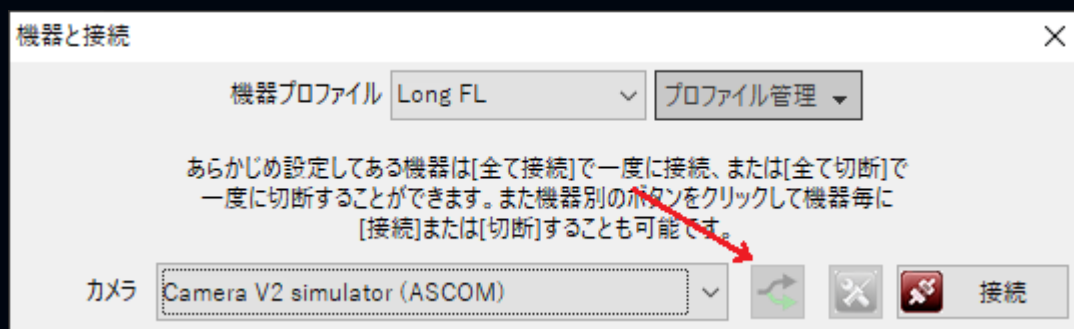 機器と接続
機器プロファイル Long FL プロファイル管理
あらかじめ設定してある機器は[全て接続]で一度に接続、または[全て切断]で
一度に切断することができます。また機器別のボタンをクリックして機器毎に
[接続]または[切断]することも可能です。
カメラ Camera V2 simulator (ASCOM) 接続